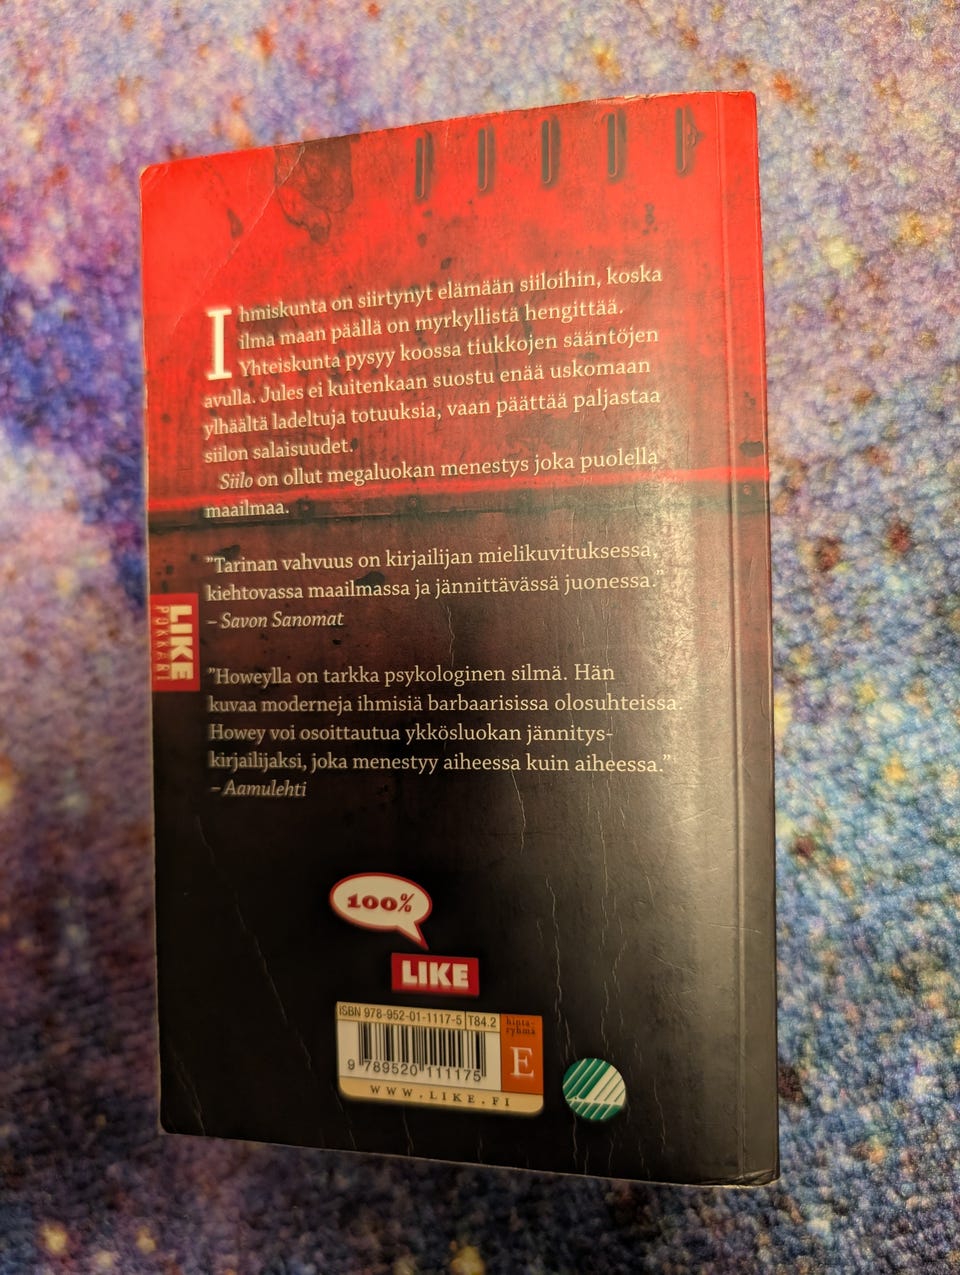 Ihmiskunta on siirtynyt elämään siiloihin, koska
ilma maan päällä on myrkyllistä hengittää.
Yhteiskunta pysyy koossa tiukkojen sääntöjen
avulla. Jules ei kuitenkaan suostu enää uskomaan
ylhäältä ladeltuja totuuksia, vaan päättää paljastaa
siilon salaisuudet.
Siilo on ollut megaluokan menestys joka puolella
maailmaa.
”Tarinan vahvuus on kirjailijan mielikuvituksessa,
kiehtovassa maailmassa ja jännittävässä juonessa.”
– Savon Sanomat
”Howeylla on tarkka psykologinen silmä. Hän
kuvaa moderneja ihmisiä barbaarisissa olosuhteissa.
Howey voi osoittautua ykkösluokan jännitys-
kirjailijaksi, joka menestyy aiheessa kuin aiheessa.”
– Aamulehti
LIKE
POKKARI
100%
LIKE
ISBN 978-952-01-1117-5 T84.2
hinta-
ryhmä
E
9 789520 111175
WWW.LIKE.FI